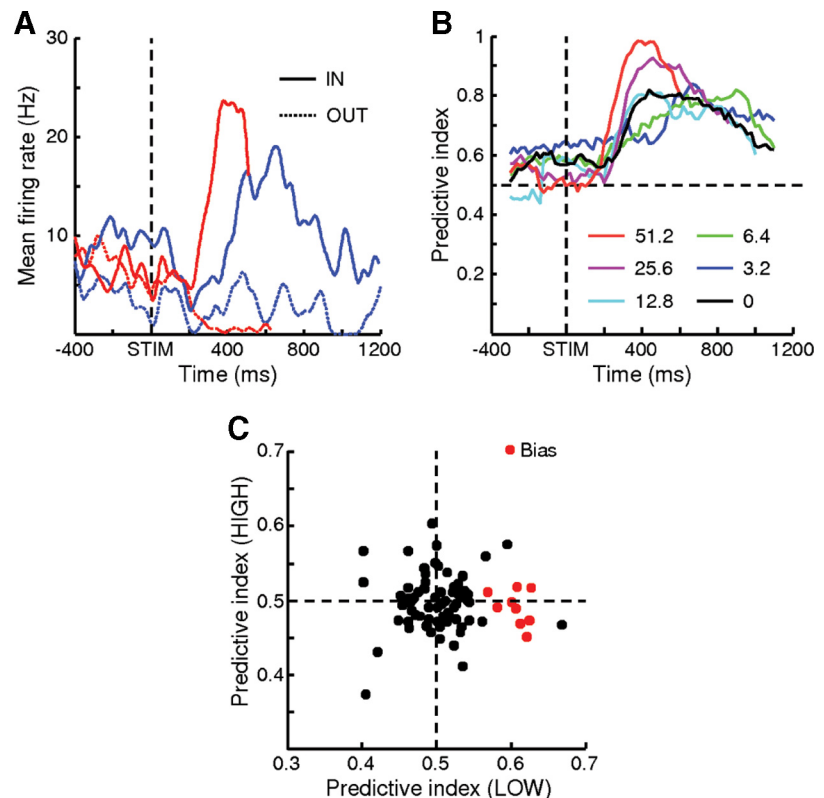 A
Mean firing rate (Hz)
30
20
10
-400 STIM 400 800 1200
Time (ms)
IN
OUT
B
Predictive index
1
0.8
0.6
0.4
0.2
51.2 6.4
25.6 3.2
12.8 0
-400 STIM 400 800 1200
Time (ms)
C
Predictive index (HIGH)
0.7
0.6
0.5
0.4
Bias
0.3 0.4 0.5 0.6 0.7
Predictive index (LOW)